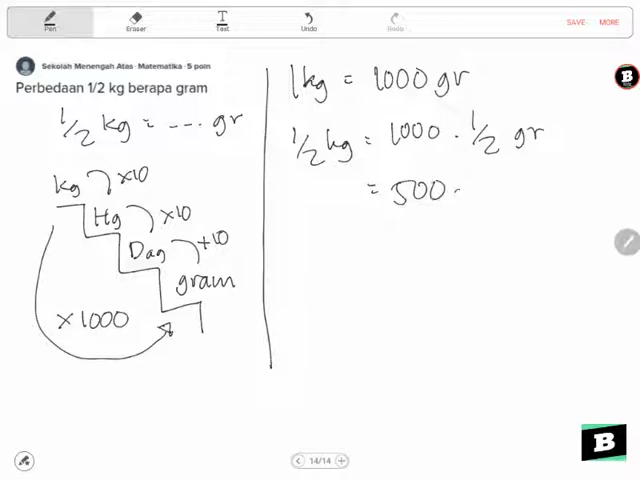 Pen
Eraser
Text
Undo
Redo
SAVE
MORE
Sekolah Menengah Atas · Matematika · 5 poin
Perbedaan 1/2 kg berapa gram
1/2 kg = ---- gr
kg ×10
Hg ×10
Dag ×10
gram
×1000
1 kg = 1000 gr
1/2 kg = 1000 . 1/2 gr
= 500
B
14/14
B